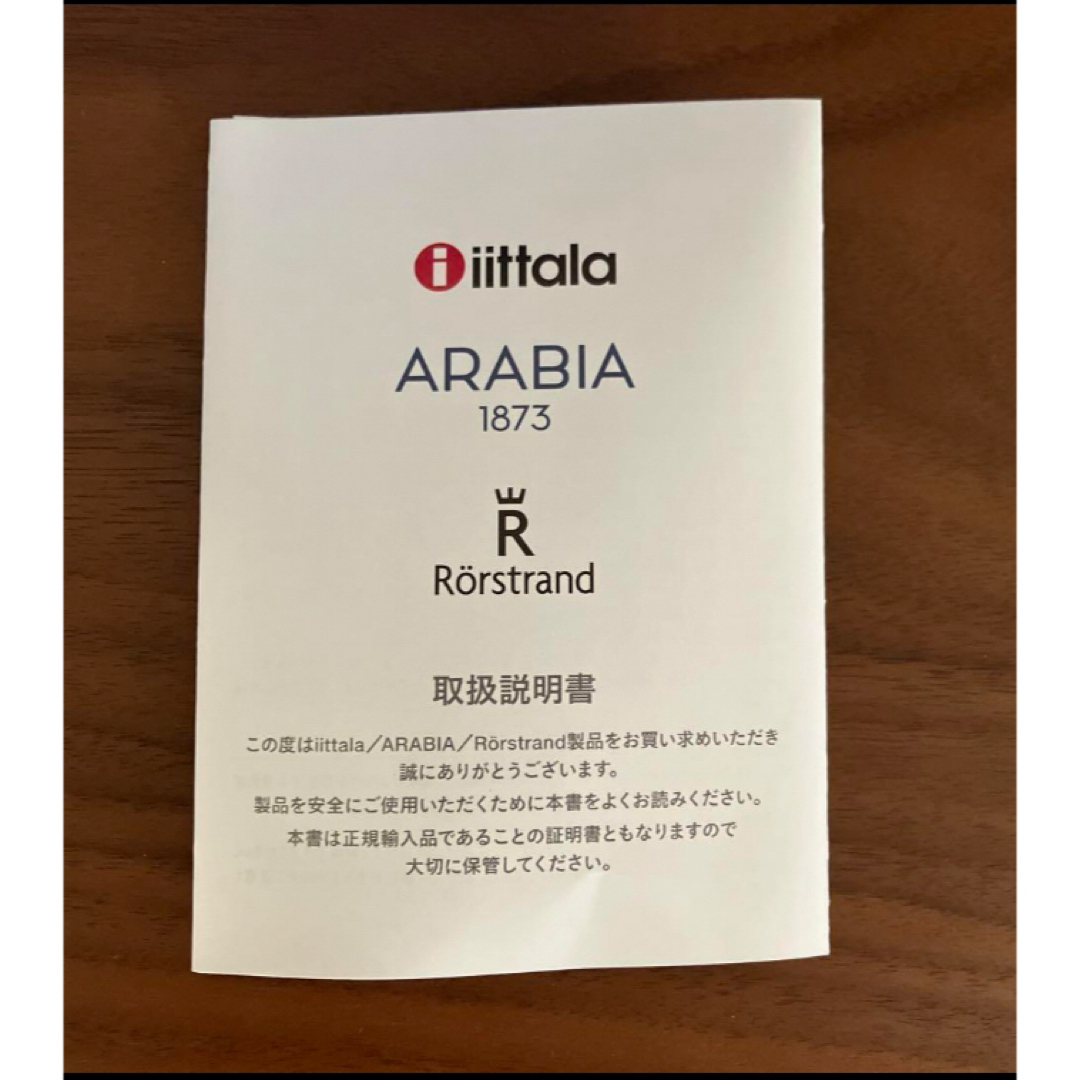 i iittala
ARABIA
1873
R
Rörstrand
取扱説明書
この度はiittala／ARABIA／Rörstrand製品をお買い求めいただき
誠にありがとうございます。
製品を安全にご使用いただくために本書をよくお読みください。
本書は正規輸入品であることの証明書ともなりますので
大切に保管してください。